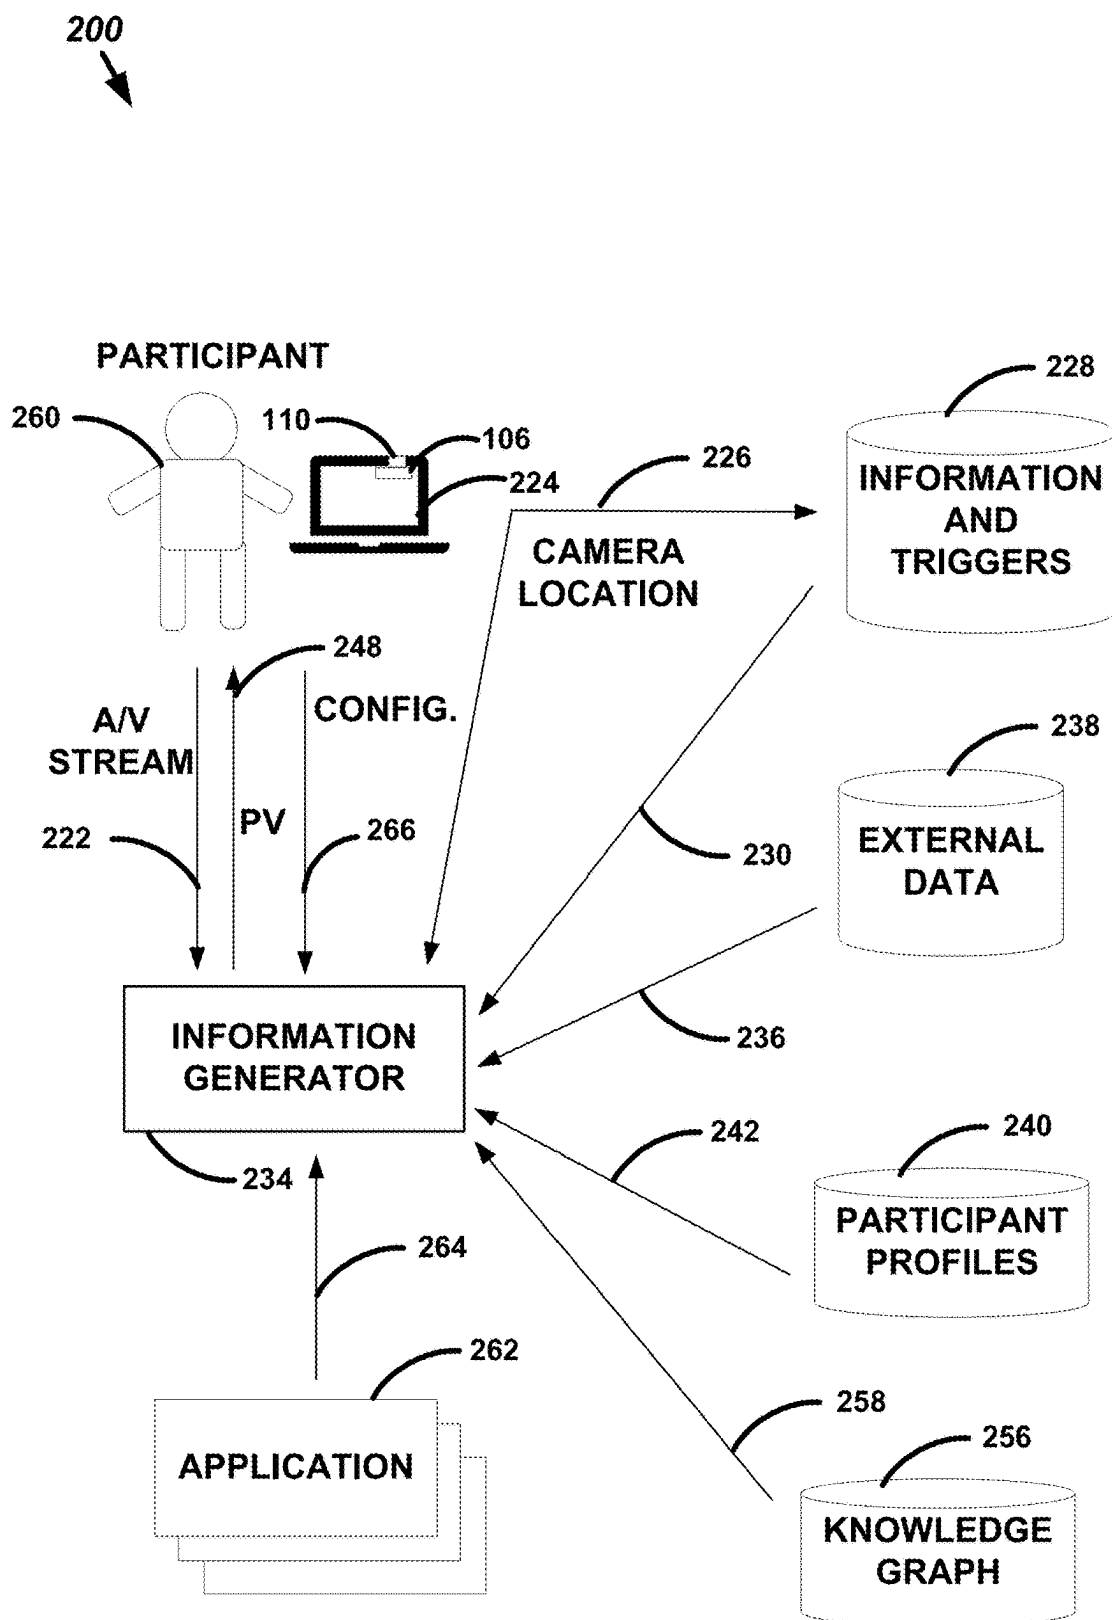 200
PARTICIPANT
260
110
106
224
226
228
INFORMATION
AND
TRIGGERS
CAMERA
LOCATION
248
CONFIG.
A/V
STREAM
238
EXTERNAL
DATA
PV
222
266
230
236
INFORMATION
GENERATOR
234
242
240
PARTICIPANT
PROFILES
264
262
APPLICATION
258
256
KNOWLEDGE
GRAPH